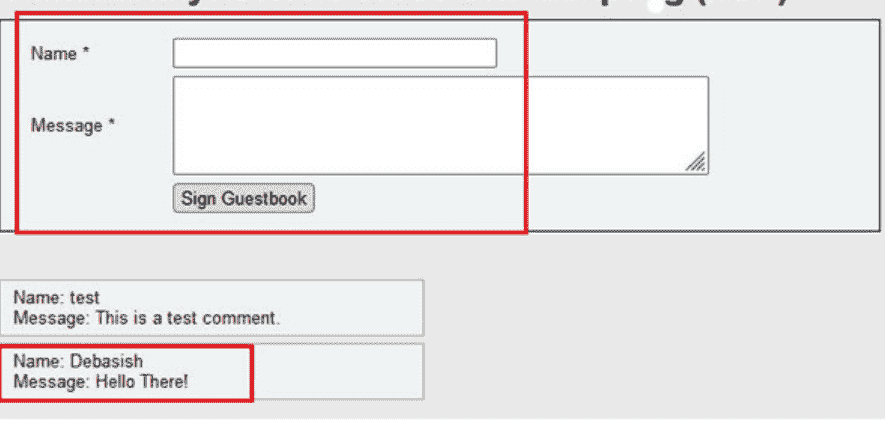 Name *
Message *
Sign Guestbook
Name: test
Message: This is a test comment.
Name: Debasish
Message: Hello There!